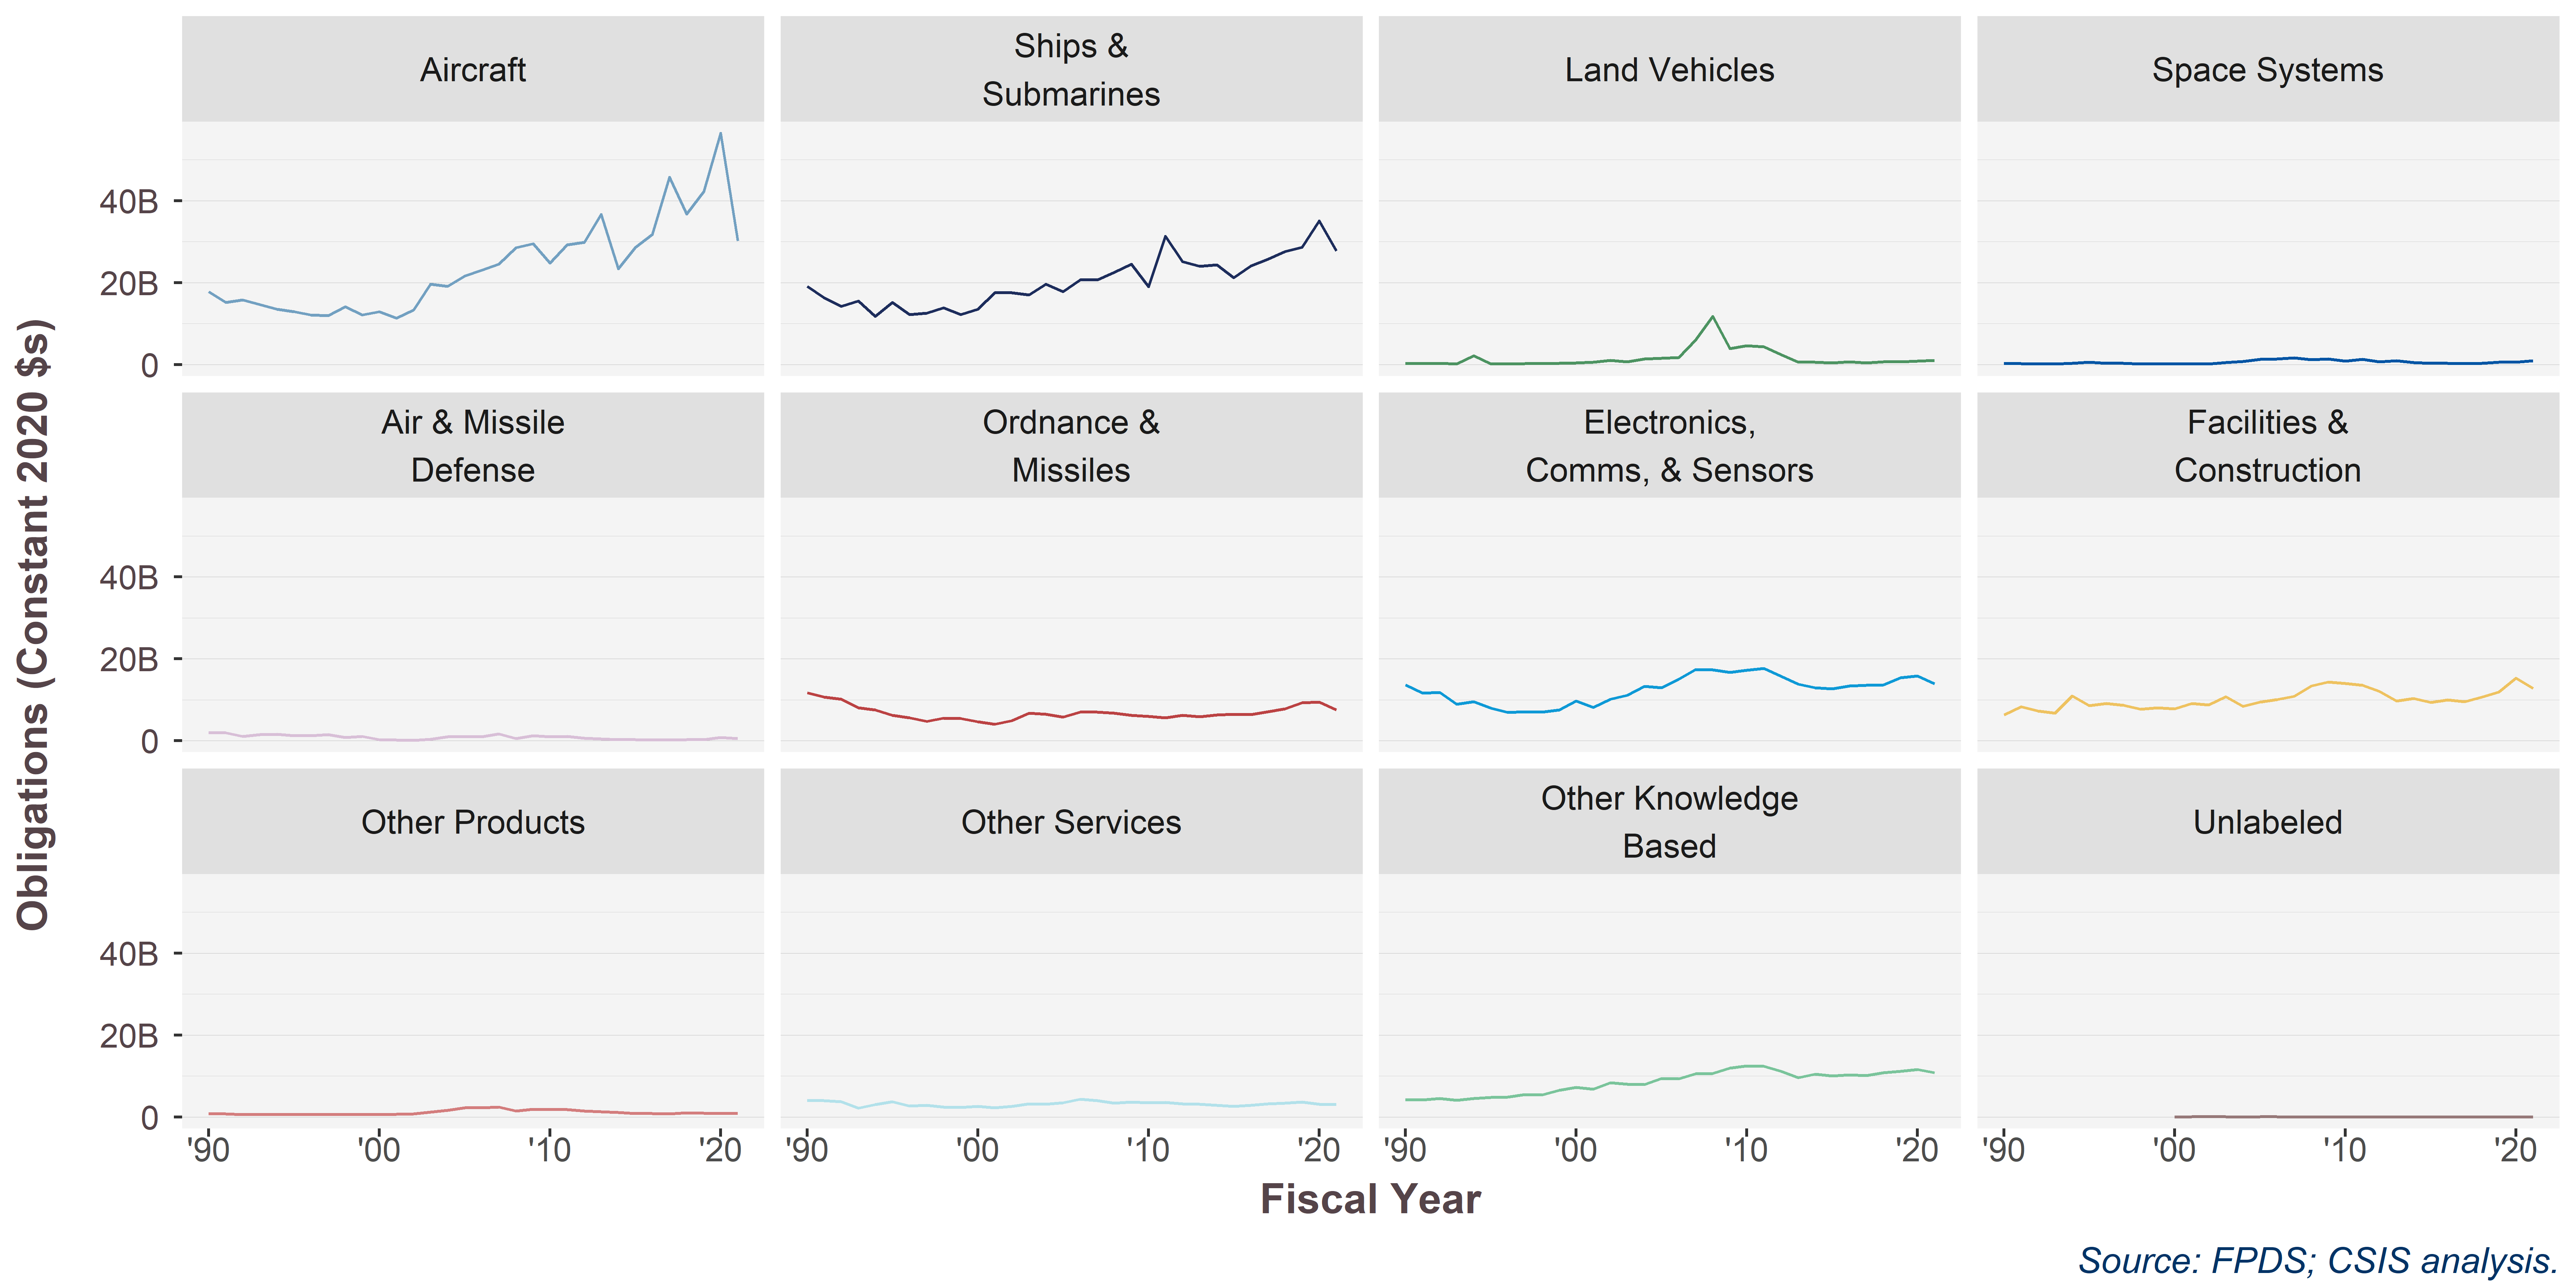 Aircraft
Ships &
Submarines
Land Vehicles
Space Systems
40B
20B
0
Air & Missile
Defense
Ordnance &
Missiles
Electronics,
Comms, & Sensors
Facilities &
Construction
40B
20B
0
Other Products
Other Services
Other Knowledge
Based
Unlabeled
40B
20B
0
'90 '00 '10 '20 '90 '00 '10 '20 '90 '00 '10 '20 '90 '00 '10 '20
Obligations (Constant 2020 $s)
Fiscal Year
Source: FPDS; CSIS analysis.